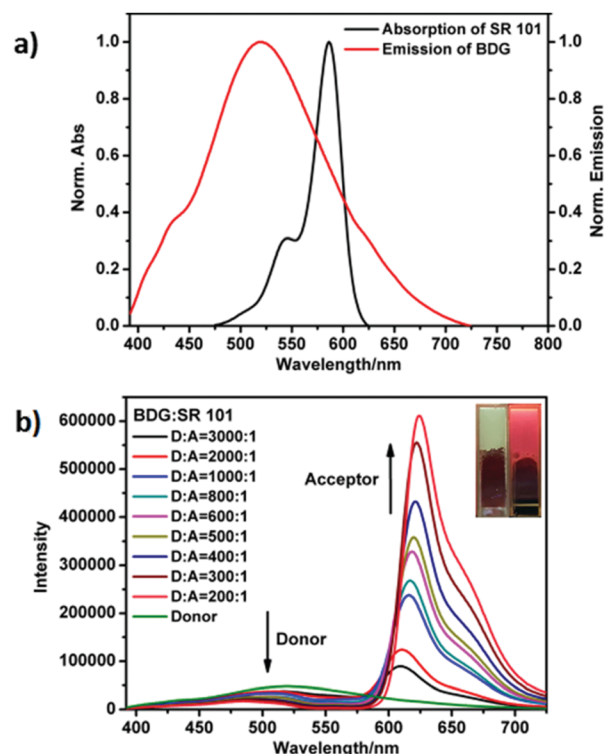 a)
Absorption of SR 101
Emission of BDG
Norm. Abs
1.0
0.8
0.6
0.4
0.2
0.0
Norm. Emission
1.0
0.8
0.6
0.4
0.2
0.0
400 450 500 550 600 650 700 750 800
Wavelength/nm
b)
BDG:SR 101
D:A=3000:1
D:A=2000:1
D:A=1000:1
D:A=800:1
D:A=600:1
D:A=500:1
D:A=400:1
D:A=300:1
D:A=200:1
Donor
Acceptor
Donor
Intensity
600000
500000
400000
300000
200000
100000
0
400 450 500 550 600 650 700
Wavelength/nm